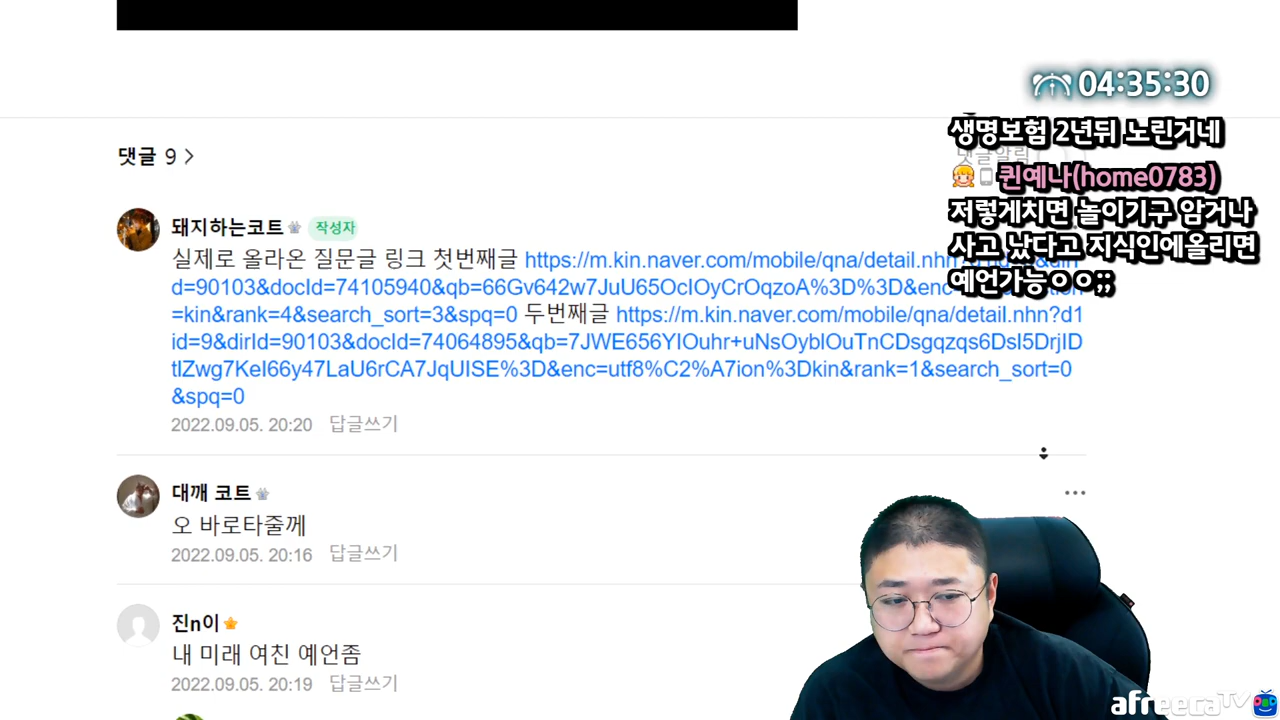 04:35:30
생명보험 2년뒤 노린거네
댓글 9
댓글알림
퀸예나(home0783)
저렇게치면 놀이기구 암거나
사고 났다고 지식인에올리면
예언가능ㅇㅇ;;
돼지하는코트 작성자
실제로 올라온 질문글 링크 첫번째글 https://m.kin.naver.com/mobile/qna/detail.nhn
d=90103&docId=74105940&qb=66Gv642w7JuU65OcIOyCrOqzoA%3D%3D&enc
=kin&rank=4&search_sort=3&spq=0 두번째글 https://m.kin.naver.com/mobile/qna/detail.nhn?d1
id=9&dirId=90103&docId=74064895&qb=7JWE656YIOuhr+uNsOyblOuTnCDsgqzqs6Dsl5DrjID
tlZwg7KeI66y47LaU6rCA7JqUISE%3D&enc=utf8%C2%A7ion%3Dkin&rank=1&search_sort=0
&spq=0
2022.09.05. 20:20 답글쓰기
대깨 코트
오 바로타줄께
2022.09.05. 20:16 답글쓰기
진n이
내 미래 여친 예언좀
2022.09.05. 20:19 답글쓰기
afreecaTV